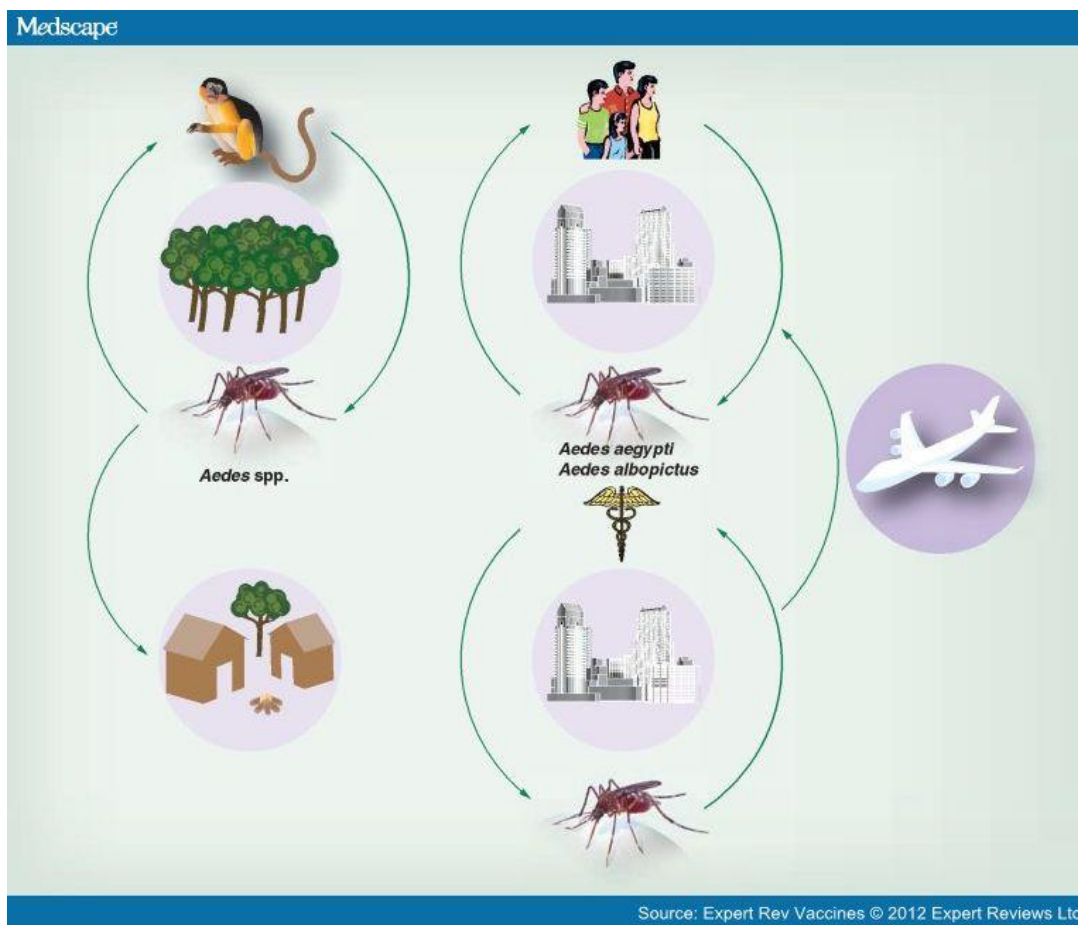 Medscape
Aedes spp.
Aedes aegypti
Aedes albopictus
Source: Expert Rev Vaccines © 2012 Expert Reviews Ltd